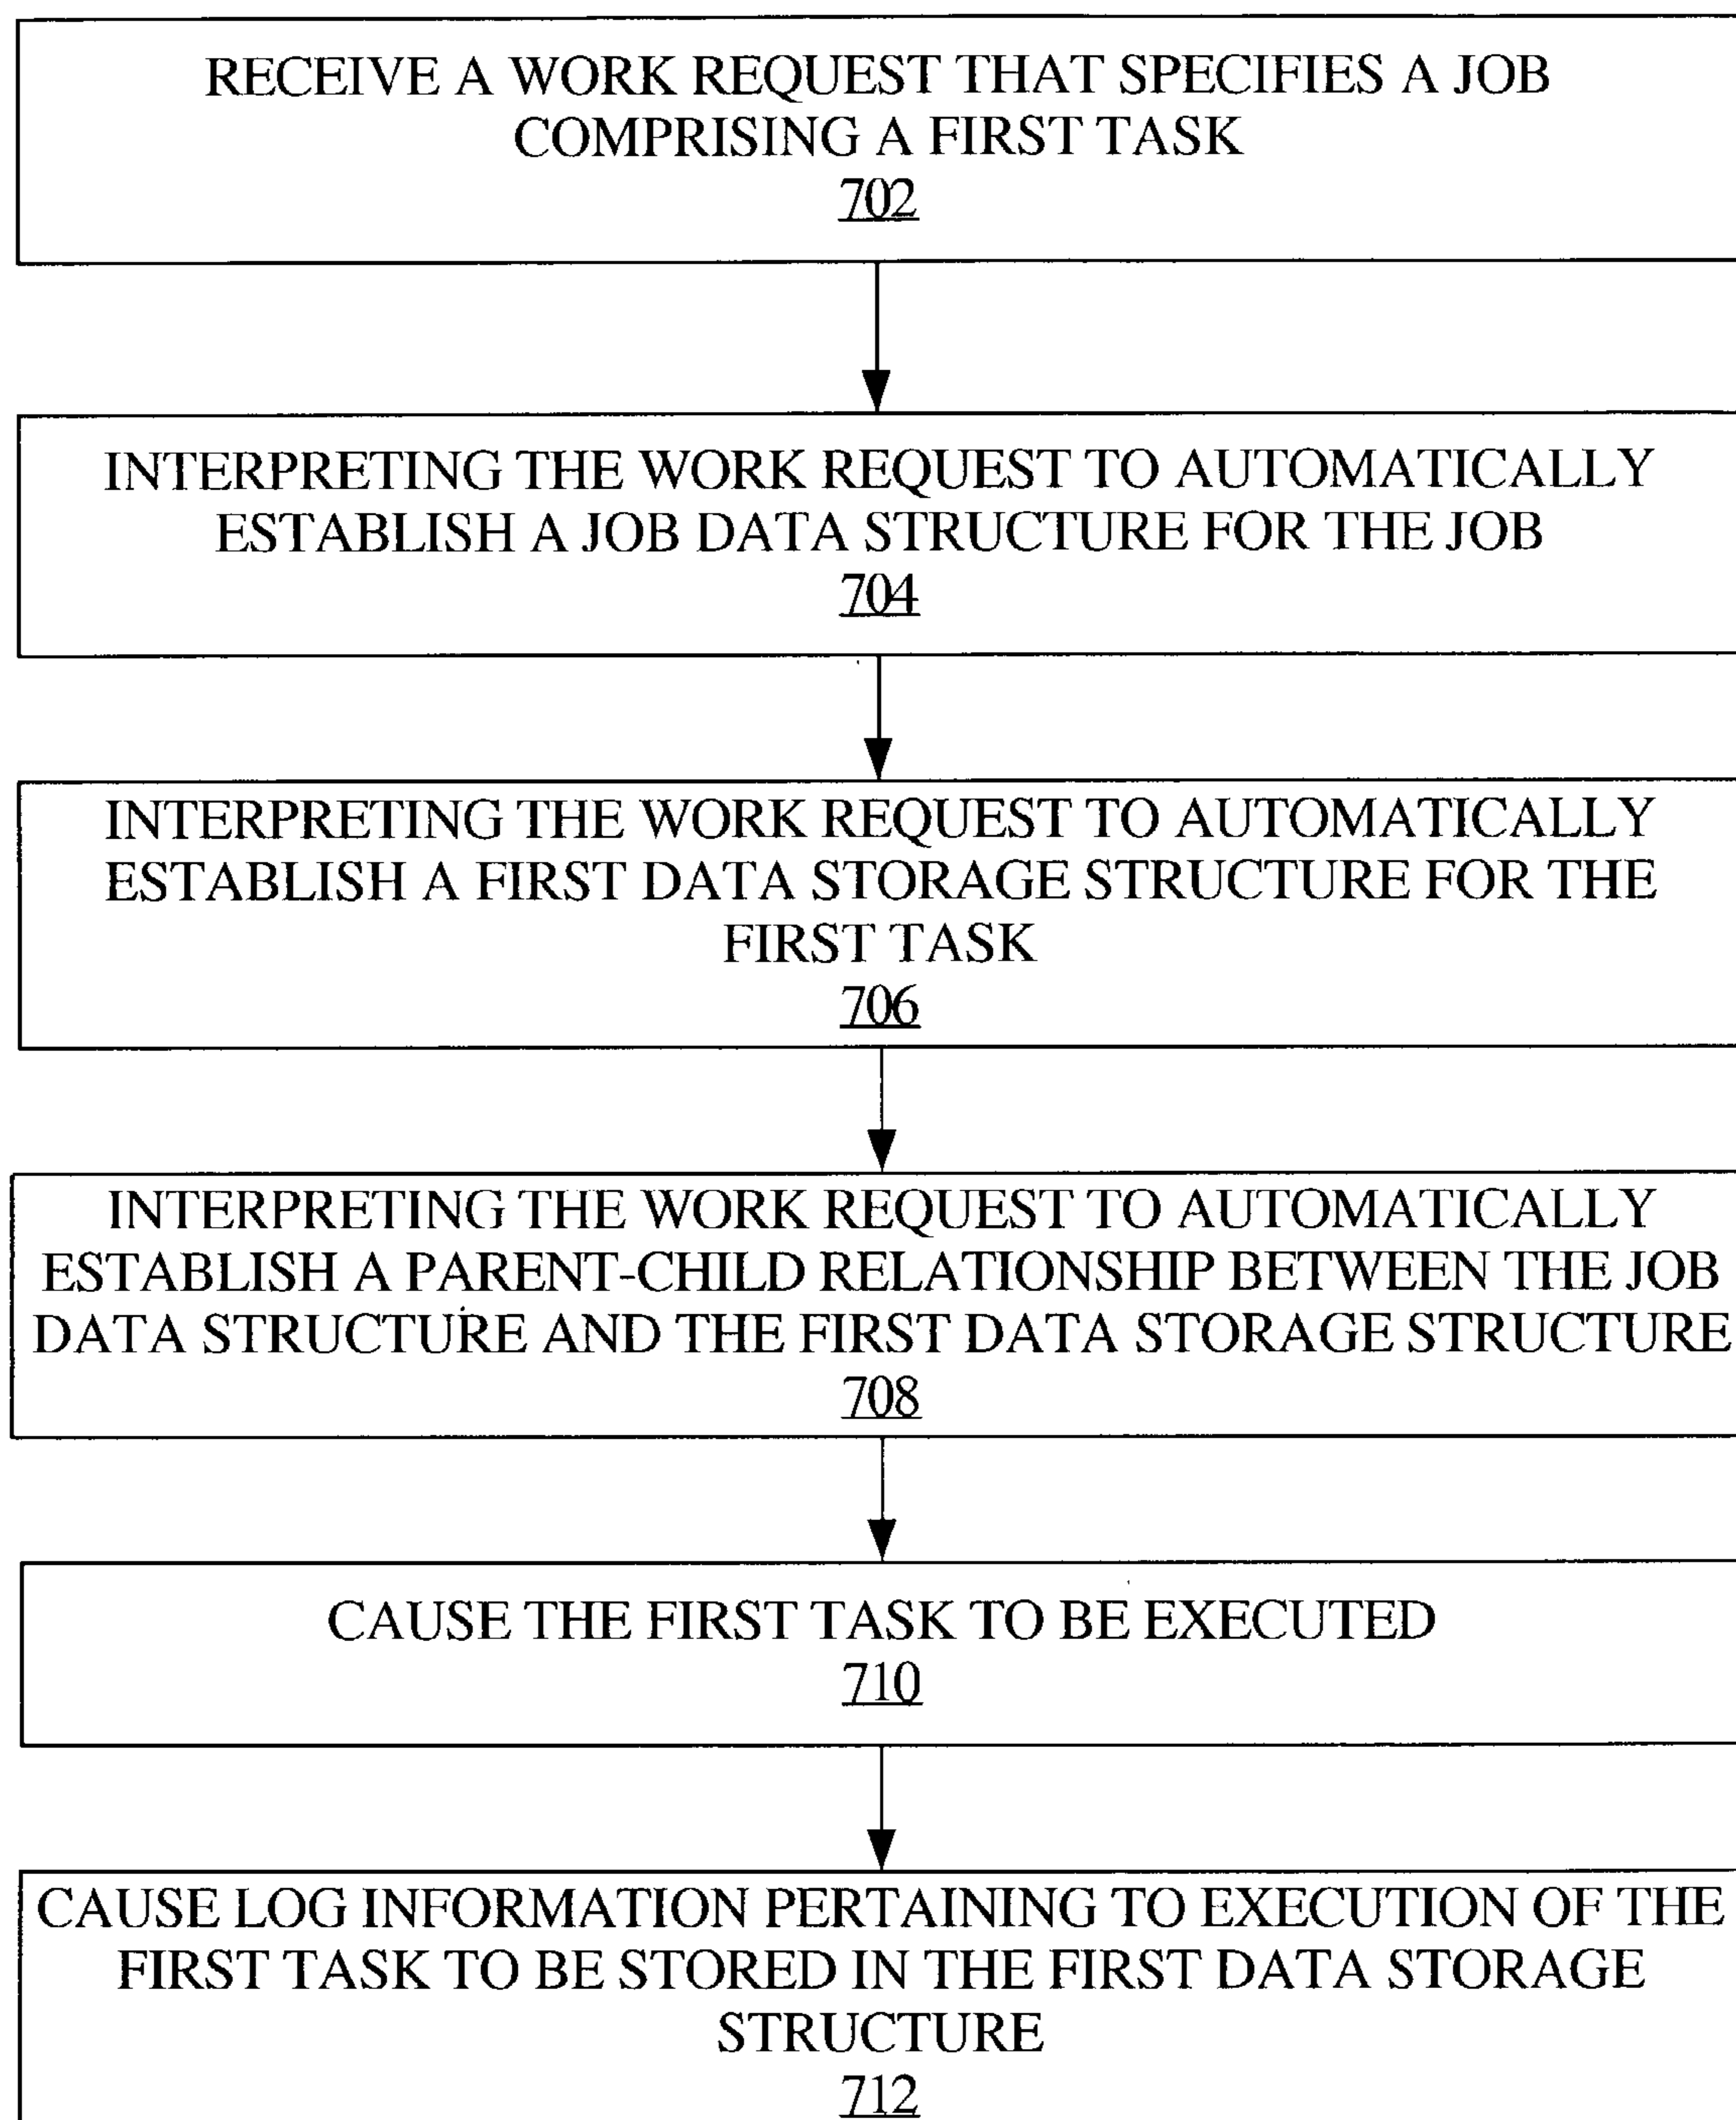 RECEIVE A WORK REQUEST THAT SPECIFIES A JOB
COMPRISING A FIRST TASK
702
INTERPRETING THE WORK REQUEST TO AUTOMATICALLY
ESTABLISH A JOB DATA STRUCTURE FOR THE JOB
704
INTERPRETING THE WORK REQUEST TO AUTOMATICALLY
ESTABLISH A FIRST DATA STORAGE STRUCTURE FOR THE
FIRST TASK
706
INTERPRETING THE WORK REQUEST TO AUTOMATICALLY
ESTABLISH A PARENT-CHILD RELATIONSHIP BETWEEN THE JOB
DATA STRUCTURE AND THE FIRST DATA STORAGE STRUCTURE
708
CAUSE THE FIRST TASK TO BE EXECUTED
710
CAUSE LOG INFORMATION PERTAINING TO EXECUTION OF THE
FIRST TASK TO BE STORED IN THE FIRST DATA STORAGE
STRUCTURE
712